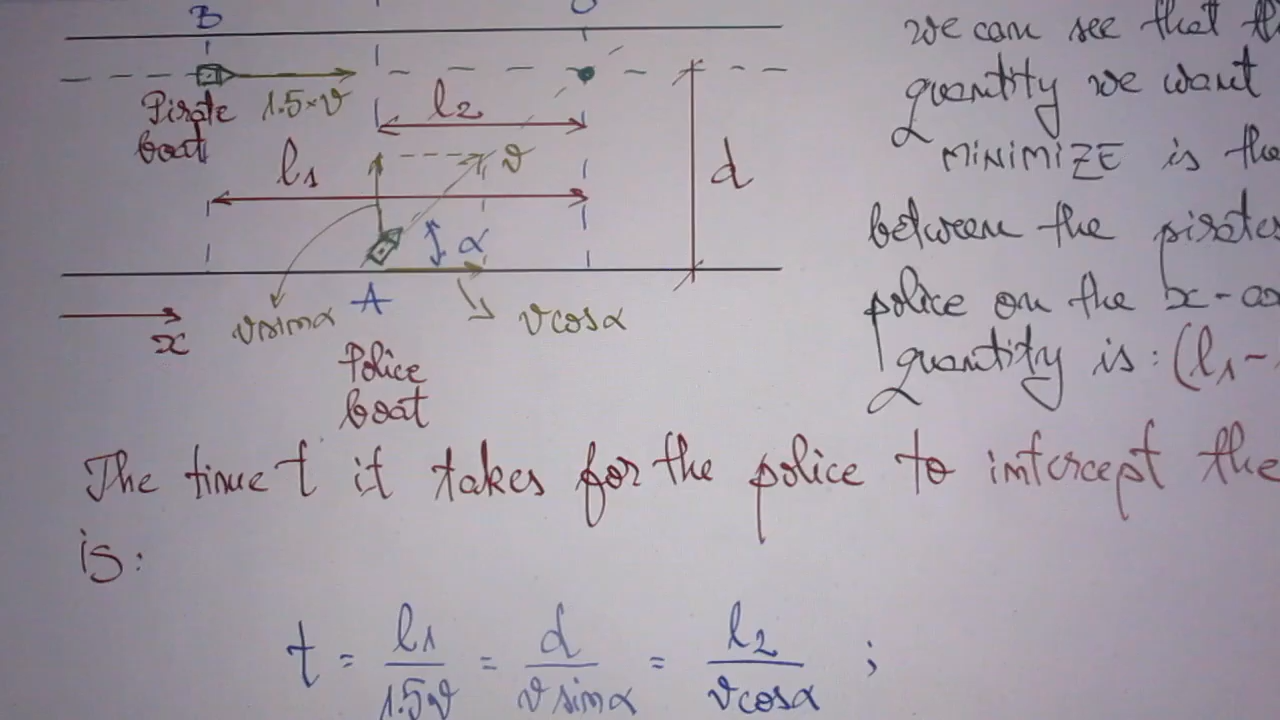 B
Pirate
boat
1.5×v
l2
l1
v
d
α
A
vsinα
vcosα
x
Police
boat
we can see that
quantity we want
MINIMIZE is the
between the pirates
police on the x-
quantity is: (l1-
The time t it takes for the police to intercept the
is:
t = l1/1.5v = d/v sinα = l2/v cosα ;